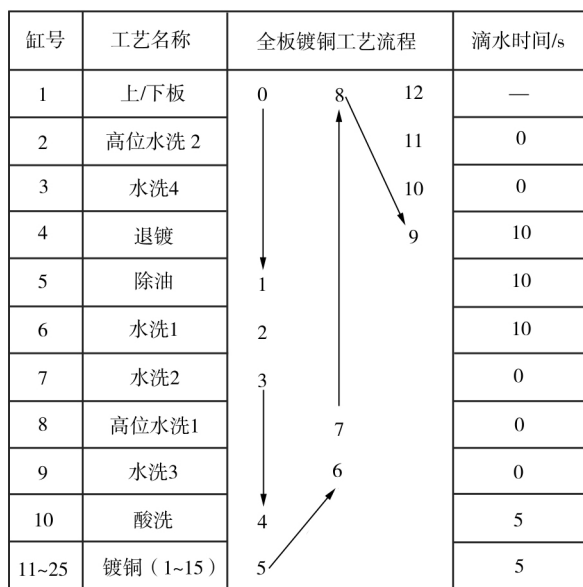 缸号 工艺名称 全板镀铜工艺流程 滴水时间/s
1 上/下板 0 8 12 —
2 高位水洗 2 11 0
3 水洗4 10 0
4 退镀 9 10
5 除油 1 10
6 水洗1 2 10
7 水洗2 3 0
8 高位水洗1 7 0
9 水洗3 6 0
10 酸洗 4 5
11~25 镀铜（1~15） 5 5